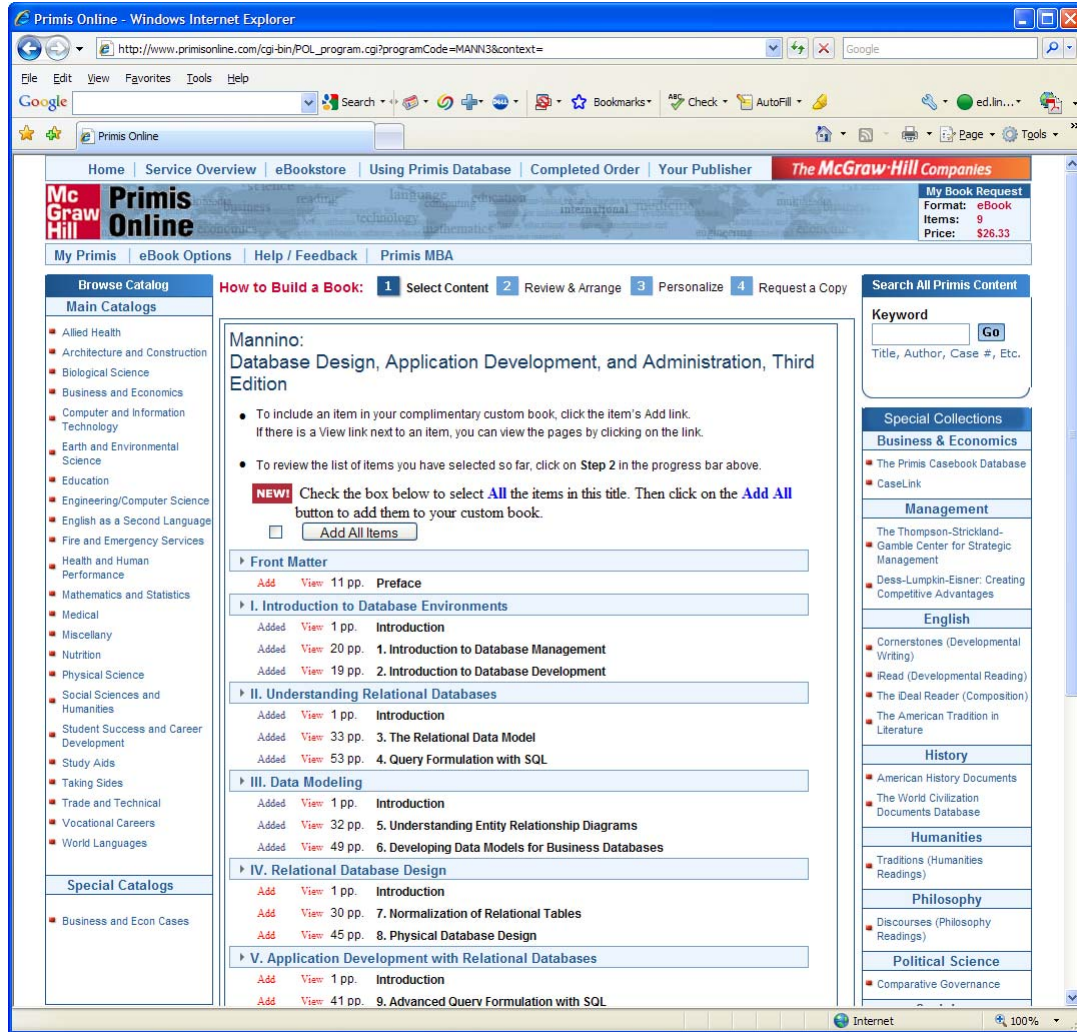 Primis Online - Windows Internet Explorer
http://www.primisonline.com/cgi-bin/POL_program.cgi?programCode=MANN3&context=
Google
File Edit View Favorites Tools Help
Google Search Bookmarks Check AutoFill ed.lin...
Primis Online Page Tools
Home | Service Overview | eBookstore | Using Primis Database | Completed Order | Your Publisher
The McGraw-Hill Companies
Mc Graw Hill
Primis Online
My Book Request
Format: eBook
Items: 9
Price: $26.33
My Primis | eBook Options | Help / Feedback | Primis MBA
Browse Catalog
Main Catalogs
Allied Health
Architecture and Construction
Biological Science
Business and Economics
Computer and Information
Technology
Earth and Environmental
Science
Education
Engineering/Computer Science
English as a Second Language
Fire and Emergency Services
Health and Human
Performance
Mathematics and Statistics
Medical
Miscellany
Nutrition
Physical Science
Social Sciences and
Humanities
Student Success and Career
Development
Study Aids
Taking Sides
Trade and Technical
Vocational Careers
World Languages
Special Catalogs
Business and Econ Cases
How to Build a Book: 1 Select Content 2 Review & Arrange 3 Personalize 4 Request a Copy
Mannino:
Database Design, Application Development, and Administration, Third
Edition
To include an item in your complimentary custom book, click the item's Add link.
If there is a View link next to an item, you can view the pages by clicking on the link.
To review the list of items you have selected so far, click on Step 2 in the progress bar above.
NEW! Check the box below to select All the items in this title. Then click on the Add All
button to add them to your custom book.
Add All Items
Front Matter
Add View 11 pp. Preface
I. Introduction to Database Environments
Added View 1 pp. Introduction
Added View 20 pp. 1. Introduction to Database Management
Added View 19 pp. 2. Introduction to Database Development
II. Understanding Relational Databases
Added View 1 pp. Introduction
Added View 33 pp. 3. The Relational Data Model
Added View 53 pp. 4. Query Formulation with SQL
III. Data Modeling
Added View 1 pp. Introduction
Added View 32 pp. 5. Understanding Entity Relationship Diagrams
Added View 49 pp. 6. Developing Data Models for Business Databases
IV. Relational Database Design
Add View 1 pp. Introduction
Add View 30 pp. 7. Normalization of Relational Tables
Add View 45 pp. 8. Physical Database Design
V. Application Development with Relational Databases
Add View 1 pp. Introduction
Add View 41 pp. 9. Advanced Query Formulation with SQL
Search All Primis Content
Keyword
Go
Title, Author, Case #, Etc.
Special Collections
Business & Economics
The Primis Casebook Database
CaseLink
Management
The Thompson-Strickland-
Gamble Center for Strategic
Management
Dess-Lumpkin-Eisner: Creating
Competitive Advantages
English
Cornerstones (Developmental
Writing)
iRead (Developmental Reading)
The iDeal Reader (Composition)
The American Tradition in
Literature
History
American History Documents
The World Civilization
Documents Database
Humanities
Traditions (Humanities
Readings)
Philosophy
Discourses (Philosophy
Readings)
Political Science
Comparative Governance
Internet 100%